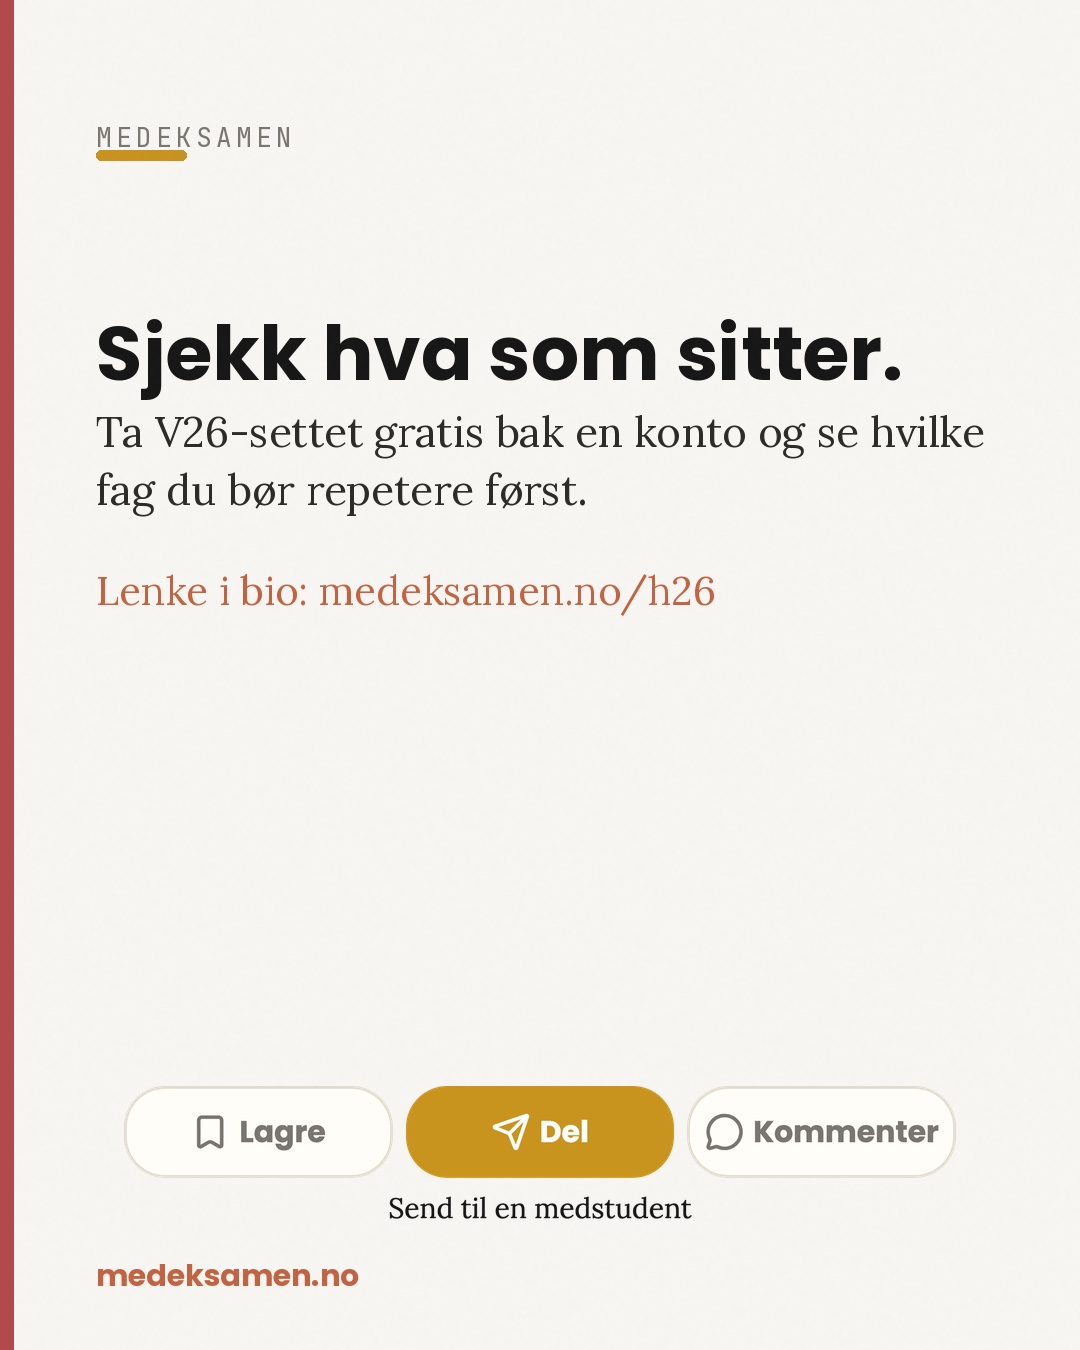 MEDEKSAMEN
Sjekk hva som sitter.
Ta V26-settet gratis bak en konto og se hvilke
fag du bør repetere først.
Lenke i bio: medeksamen.no/h26
Lagre
Del
Kommenter
Send til en medstudent
medeksamen.no